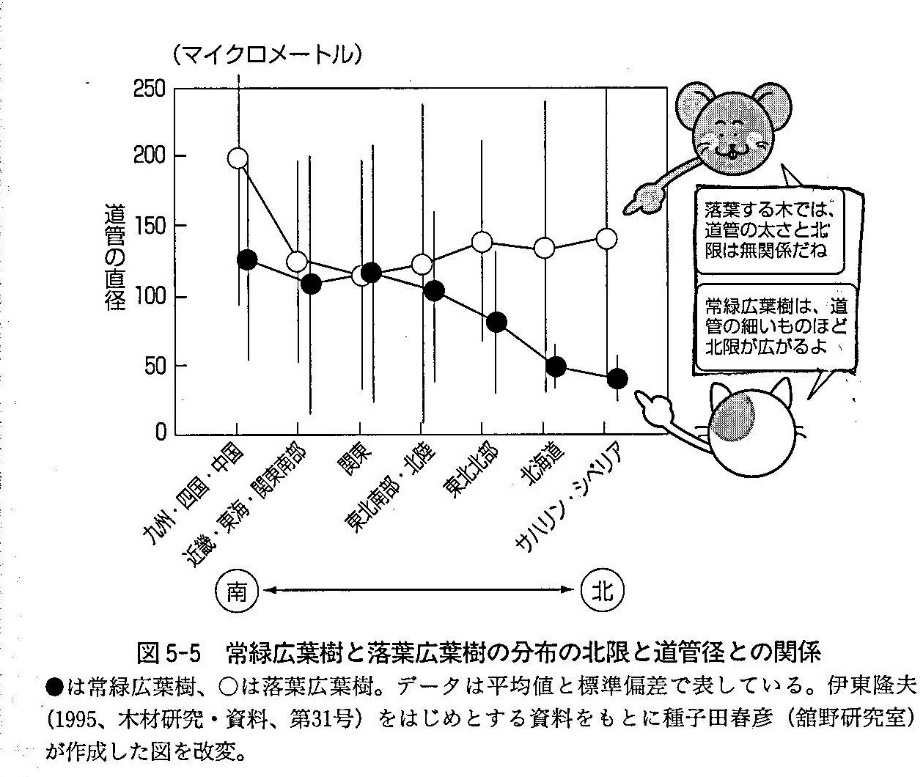 （マイクロメートル）
250
200
150
100
50
0
道管の直径
落葉する木では、
道管の太さと北
限は無関係だね
常緑広葉樹は、道
管の細いものほど
北限が広がるよ
九州・四国・中国
近畿・東海・関東南部
関東
東北南部・北陸
東北北部
北海道
サハリン・シベリア
南
北
図5-5 常緑広葉樹と落葉広葉樹の分布の北限と道管径との関係
●は常緑広葉樹、○は落葉広葉樹。データは平均値と標準偏差で表している。伊東隆夫
（1995、木材研究・資料、第31号）をはじめとする資料をもとに種子田春彦（舘野研究室）
が作成した図を改変。